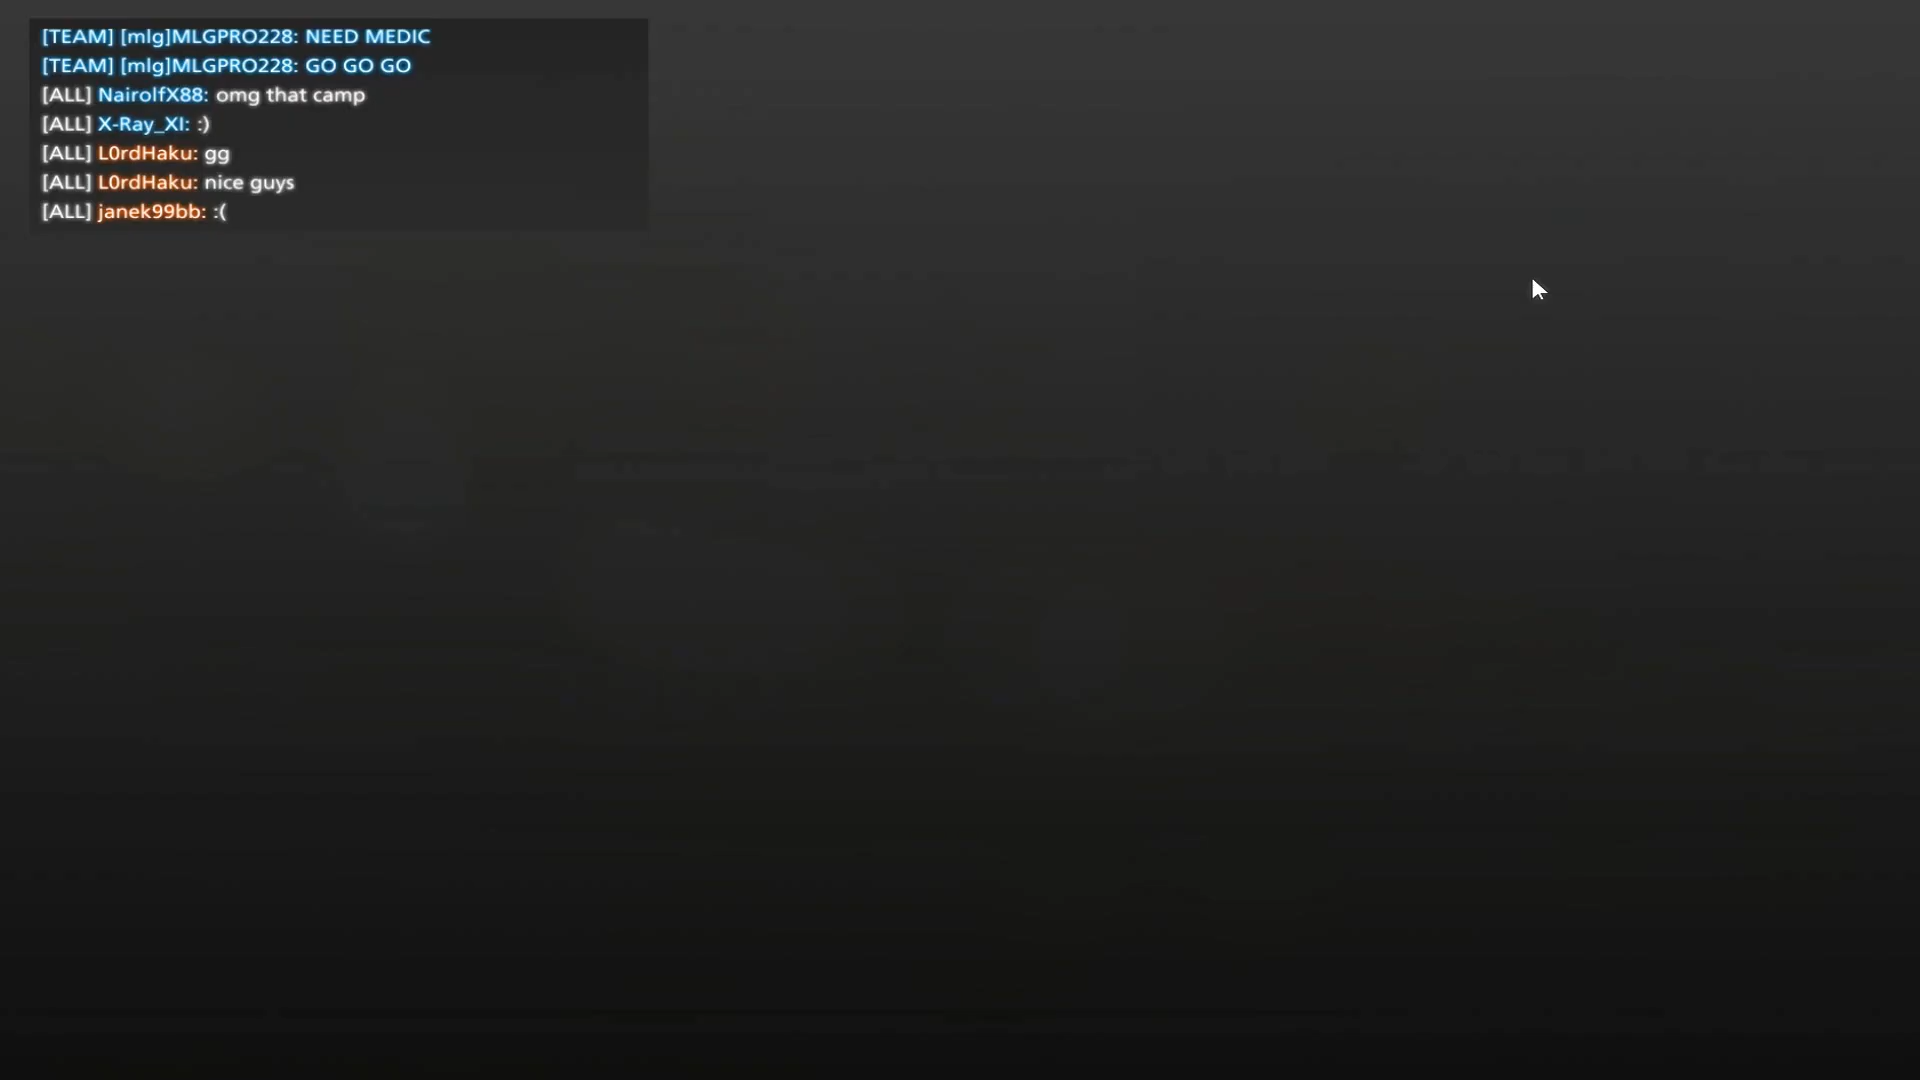 [TEAM] [mlg]MLGPRO228: NEED MEDIC
[TEAM] [mlg]MLGPRO228: GO GO GO
[ALL] NairolfX88: omg that camp
[ALL] X-Ray_XI: :)
[ALL] L0rdHaku: gg
[ALL] L0rdHaku: nice guys
[ALL] janek99bb: :(